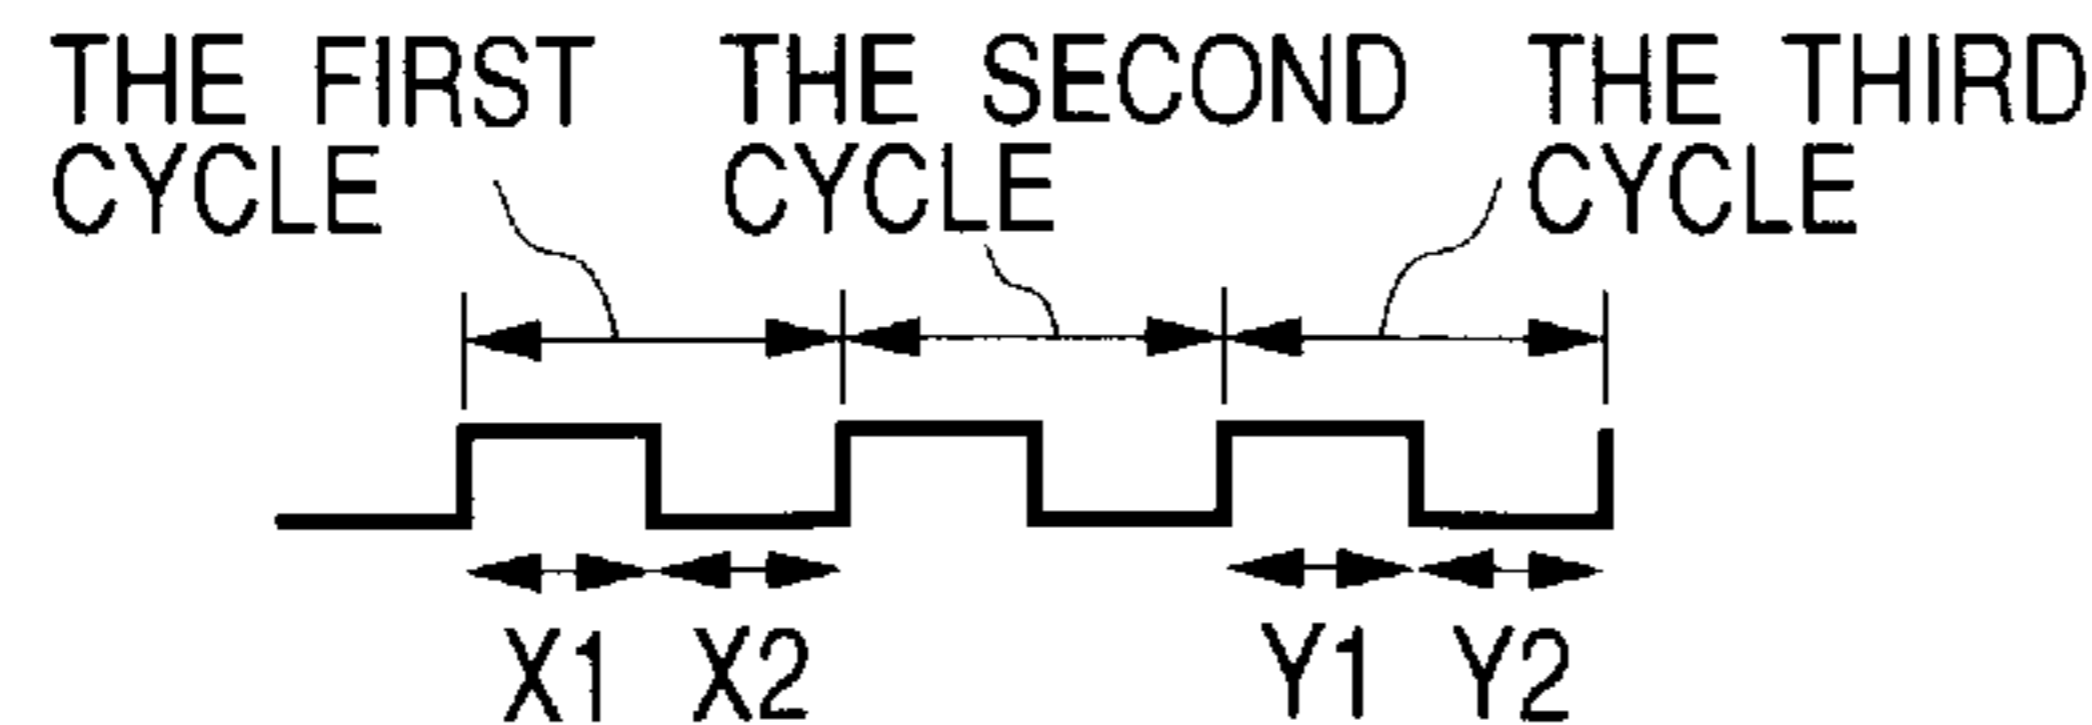 THE FIRST CYCLE
THE SECOND CYCLE
THE THIRD CYCLE
X1 X2 Y1 Y2